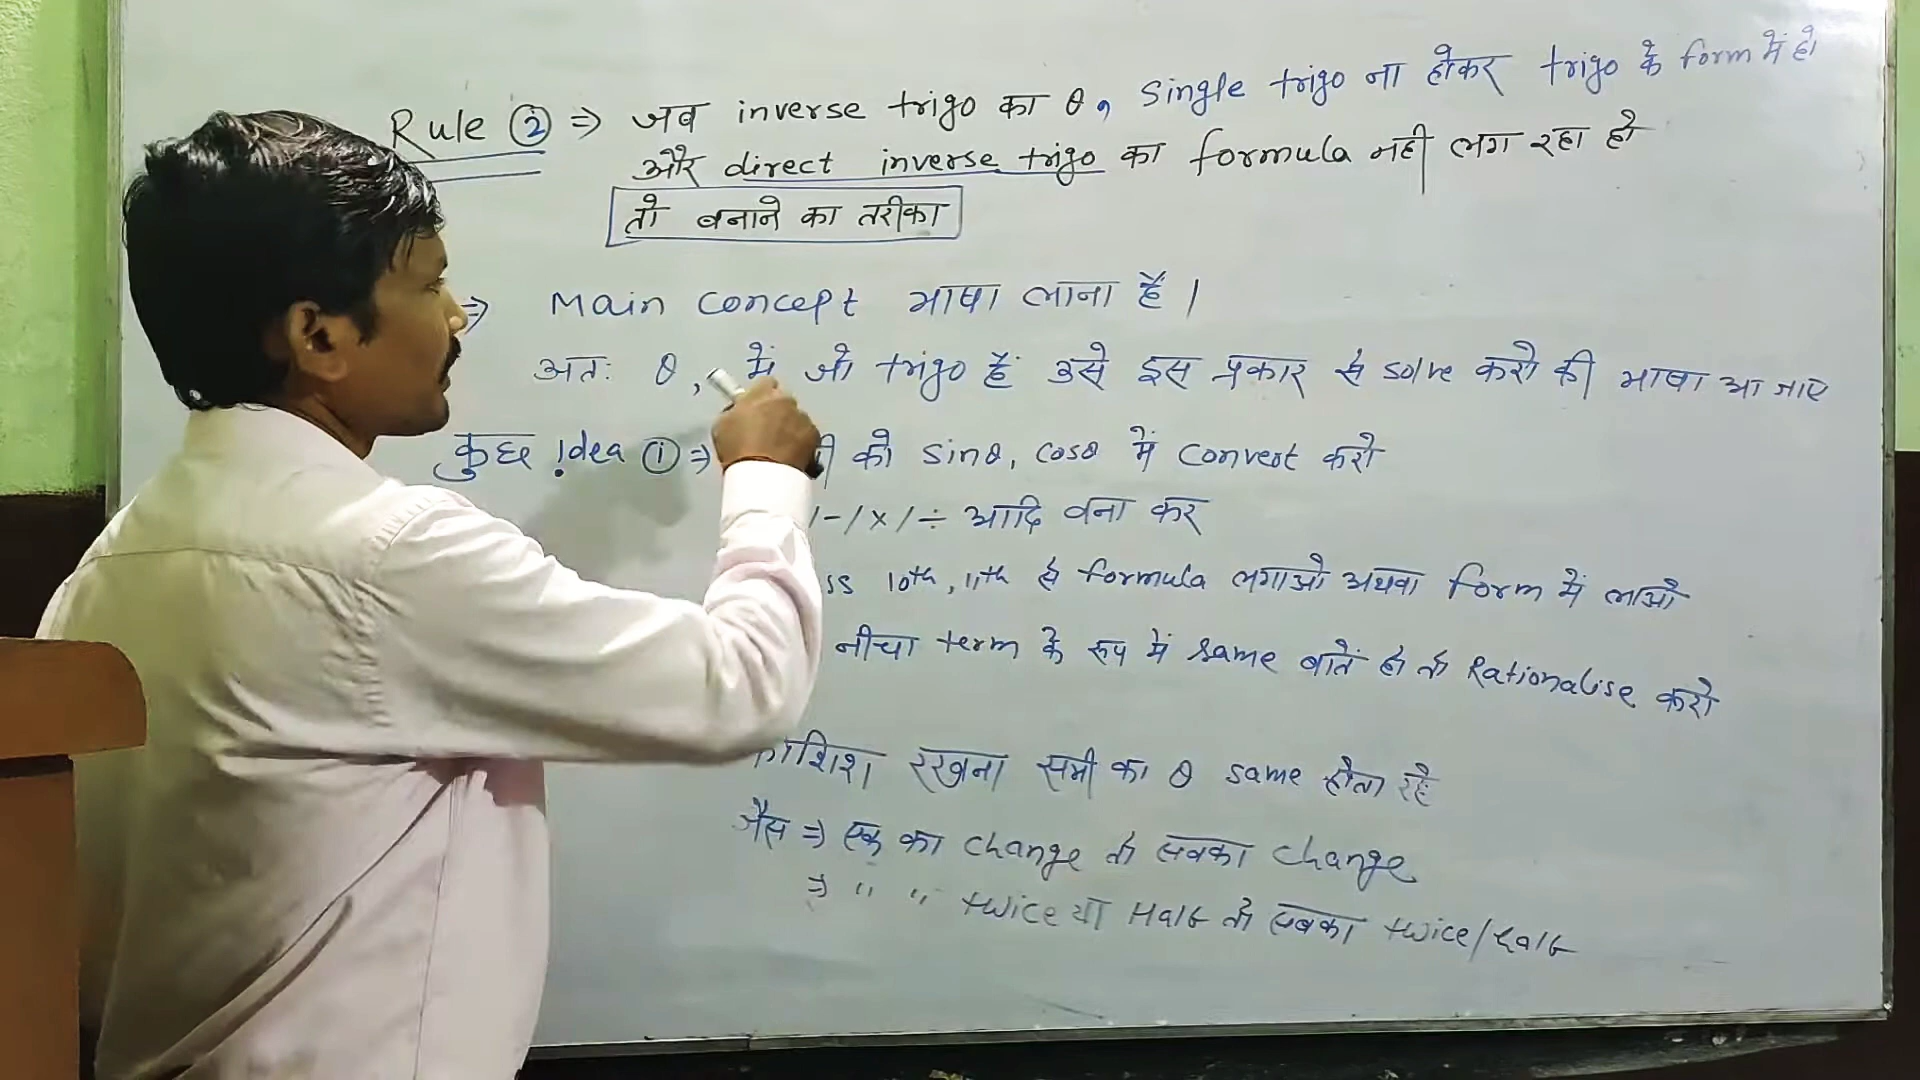 Rule ② ⇒ जब inverse trigo का θ, single trigo ना होकर trigo के form में हो
और direct inverse trigo का formula नही लग रहा हो
तो बनाने का तरीका
⇒ Main concept भाषा लाना है।
अतः θ, में जो trigo है उसे इस प्रकार से solve करो की भाषा आ जाए
कुछ idea ① ⇒ को sinθ, cosθ में convert करो
/-/×/÷ आदि बना कर
ss 10th, 11th से formula लगाओ अथवा form में लाओ
नीचा term के रूप में same बातें हो तो Rationalise करो
रखना सभी का θ same होता रहे
जैसे ⇒ एक का change तो सबका change
⇒ " " twice या Half तो सबका twice/half